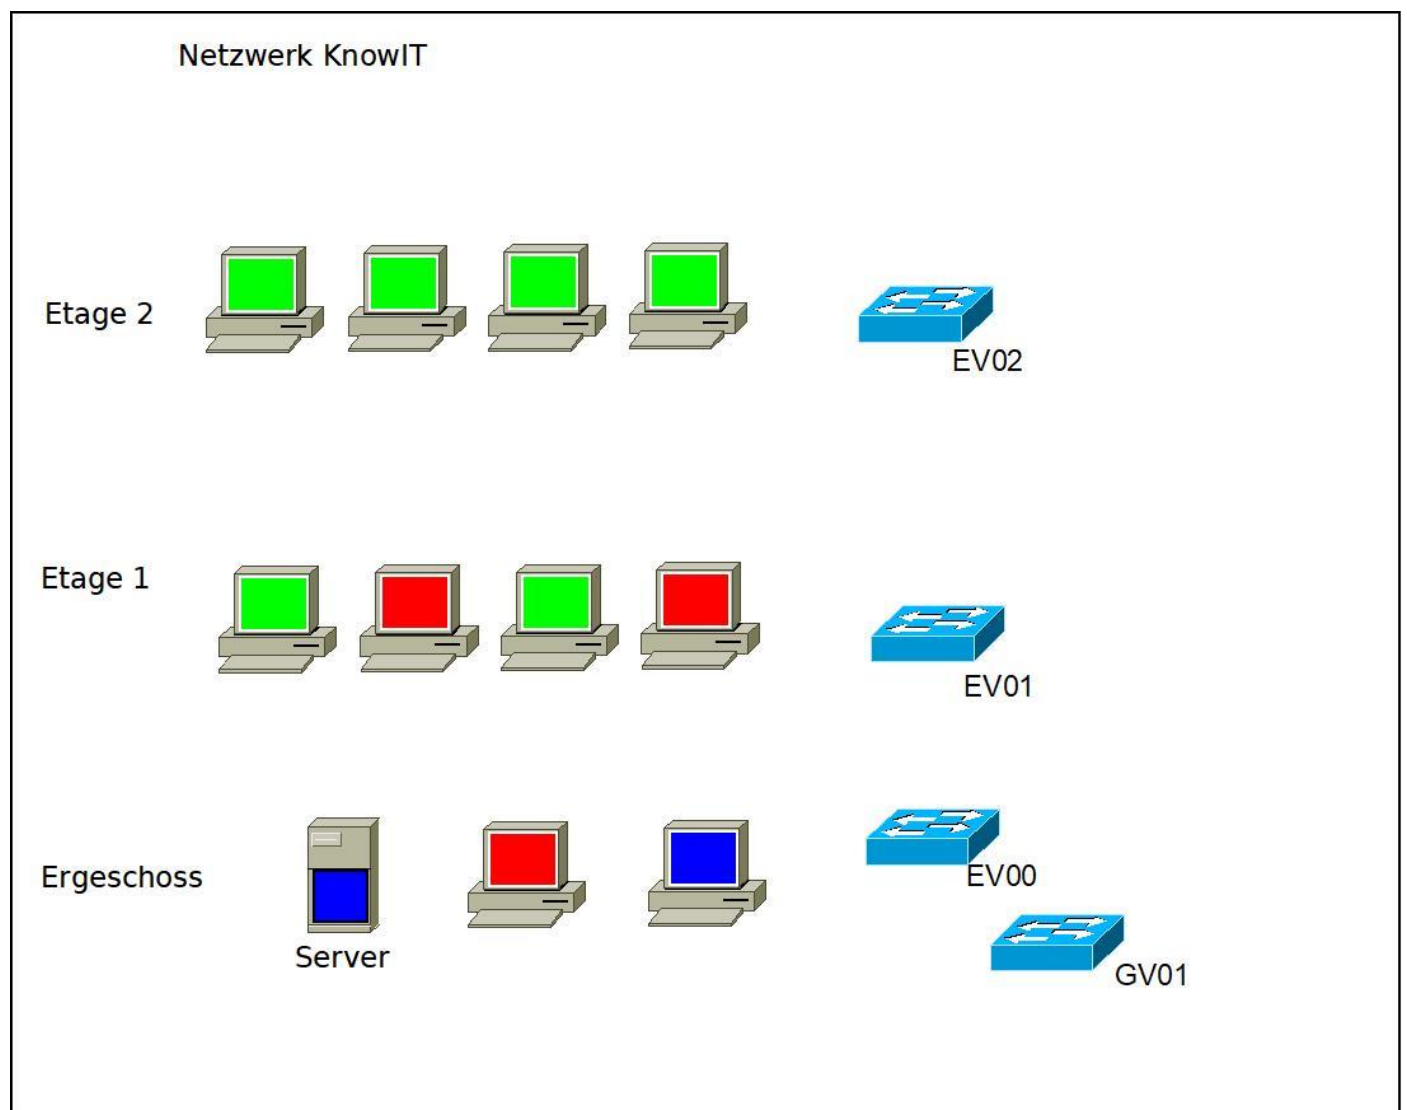 Netzwerk KnowIT
Etage 2
EV02
Etage 1
EV01
Ergeschoss
EV00
Server
GV01